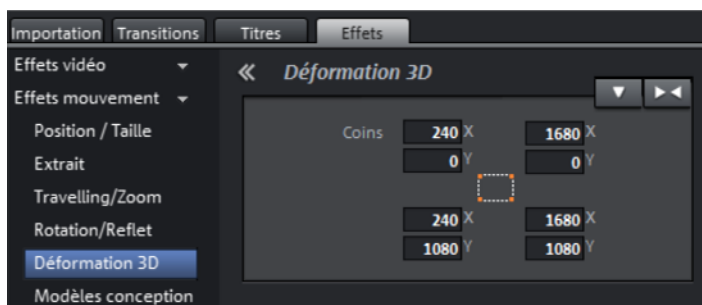 Importation Transitions Titres Effets
Effets vidéo
Déformation 3D
Effets mouvement
Position / Taille
Coins 240 X 1680 X
Extrait
0 Y 0 Y
Travelling/Zoom
Rotation/Reflet
240 X 1680 X
Déformation 3D
1080 Y 1080 Y
Modèles conception